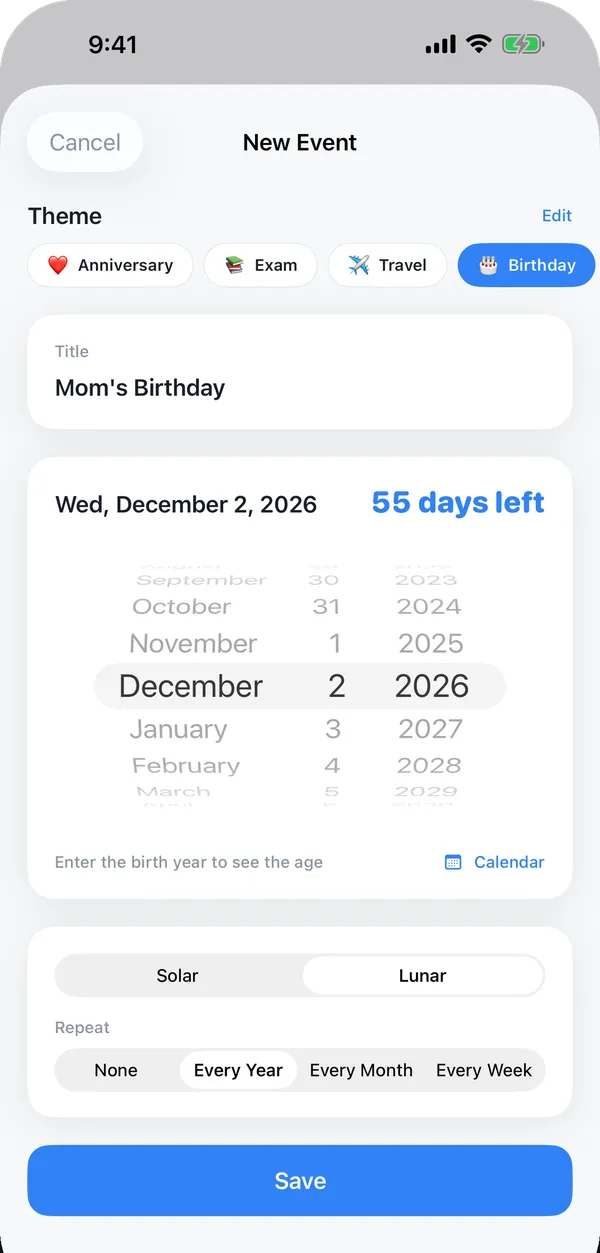 9:41
Cancel
New Event
Theme
Edit
Anniversary
Exam
Travel
Birthday
Title
Mom's Birthday
Wed, December 2, 2026
55 days left
September 30 2023
October 31 2024
November 1 2025
December 2 2026
January 3 2027
February 4 2028
March 5 2029
Enter the birth year to see the age
Calendar
Solar
Lunar
Repeat
None
Every Year
Every Month
Every Week
Save